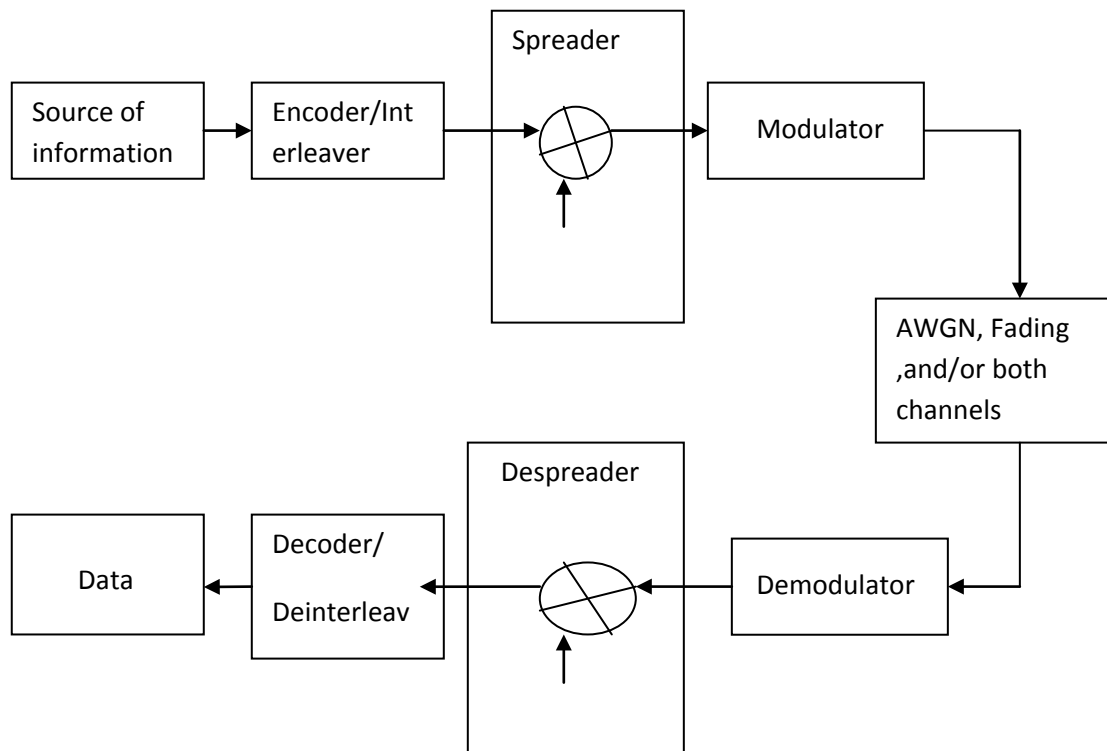 Spreader
Source of
information
Encoder/Int
erleaver
Modulator
AWGN, Fading
,and/or both
channels
Despreader
Data
Decoder/
Deinterleav
Demodulator